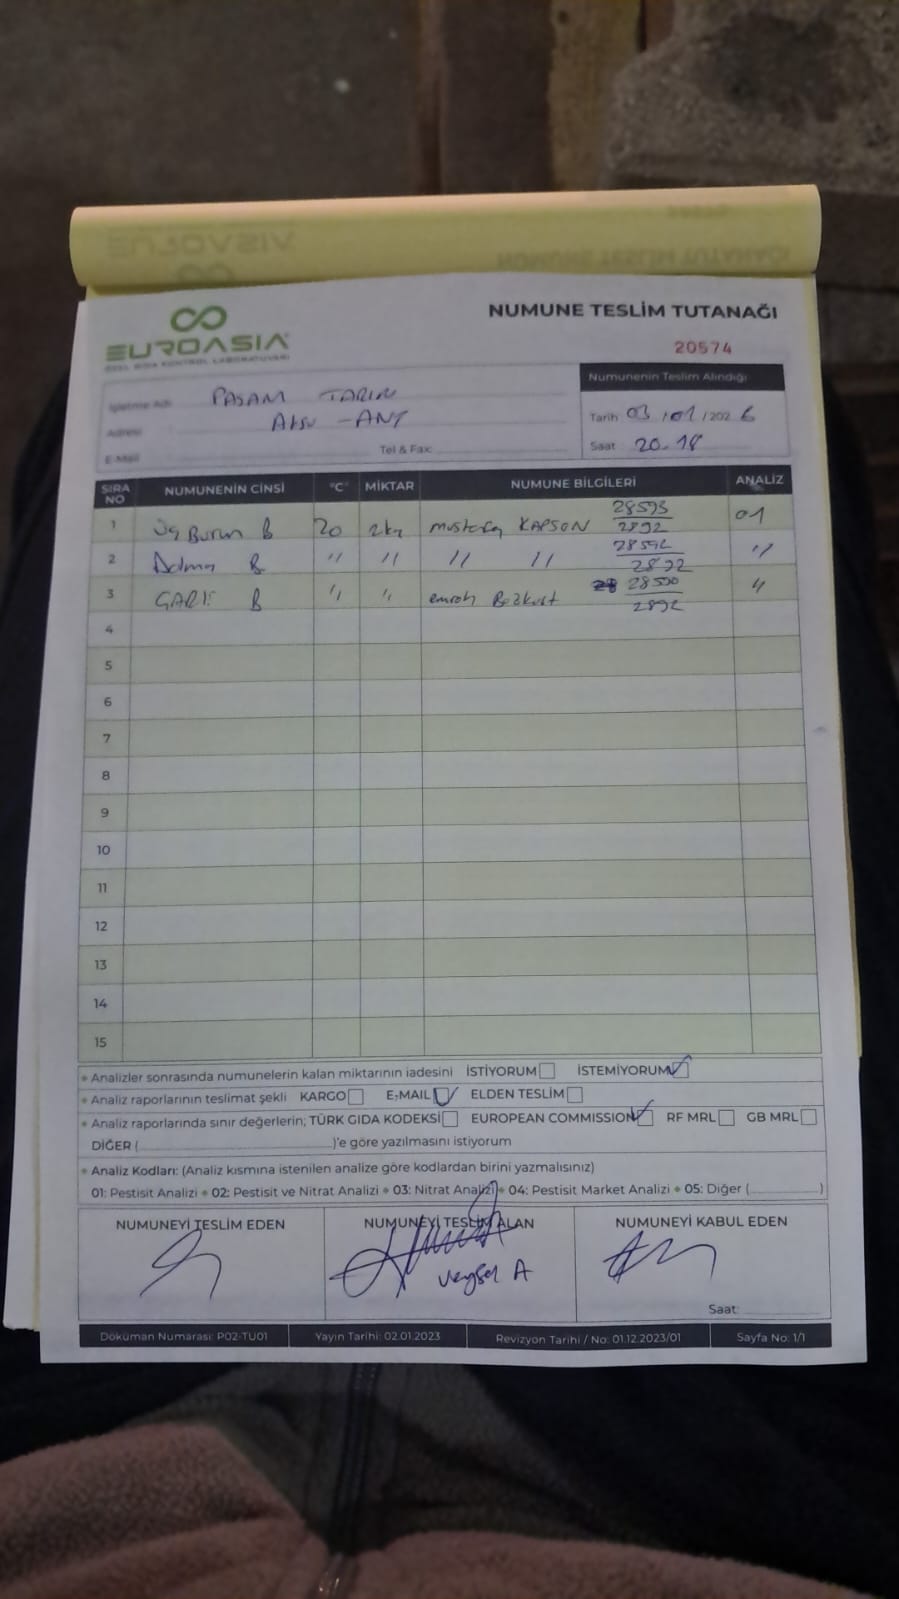 EUROASIA
ÖZEL GIDA KONTROL LABORATUVARI
NUMUNE TESLİM TUTANAĞI
20574
Numunenin Teslim Alındığı
İşletme Adı PAŞAM TARIM
Adresi AKSU - ANT
Tarih 03/01/2026
E-Mail Tel & Fax:
Saat 20.18
SIRA NO NUMUNENİN CİNSİ °C MİKTAR NUMUNE BİLGİLERİ ANALİZ
1 Üç Burun B 20 2kg mustafa KAPSON 28593 2892 01
2 Dolma B " " " " 28592 2892 "
3 B " " emrah Bozkurt 28590 2892 "
4
5
6
7
8
9
10
11
12
13
14
15
• Analizler sonrasında numunelerin kalan miktarının iadesini İSTİYORUM İSTEMİYORUM
• Analiz raporlarının teslimat şekli KARGO E-MAIL ELDEN TESLİM
• Analiz raporlarında sınır değerlerin; TÜRK GIDA KODEKSİ EUROPEAN COMMISSION RF MRL GB MRL
DİĞER (..............................)'e göre yazılmasını istiyorum
• Analiz Kodları: (Analiz kısmına istenilen analize göre kodlardan birini yazmalısınız)
01: Pestisit Analizi • 02: Pestisit ve Nitrat Analizi • 03: Nitrat Analizi • 04: Pestisit Market Analizi • 05: Diğer (..............)
NUMUNEYİ TESLİM EDEN NUMUNEYİ TESLİM ALAN NUMUNEYİ KABUL EDEN
veysel A
Saat:
Döküman Numarası: P02-TU01 Yayın Tarihi: 02.01.2023 Revizyon Tarihi / No: 01.12.2023/01 Sayfa No: 1/1